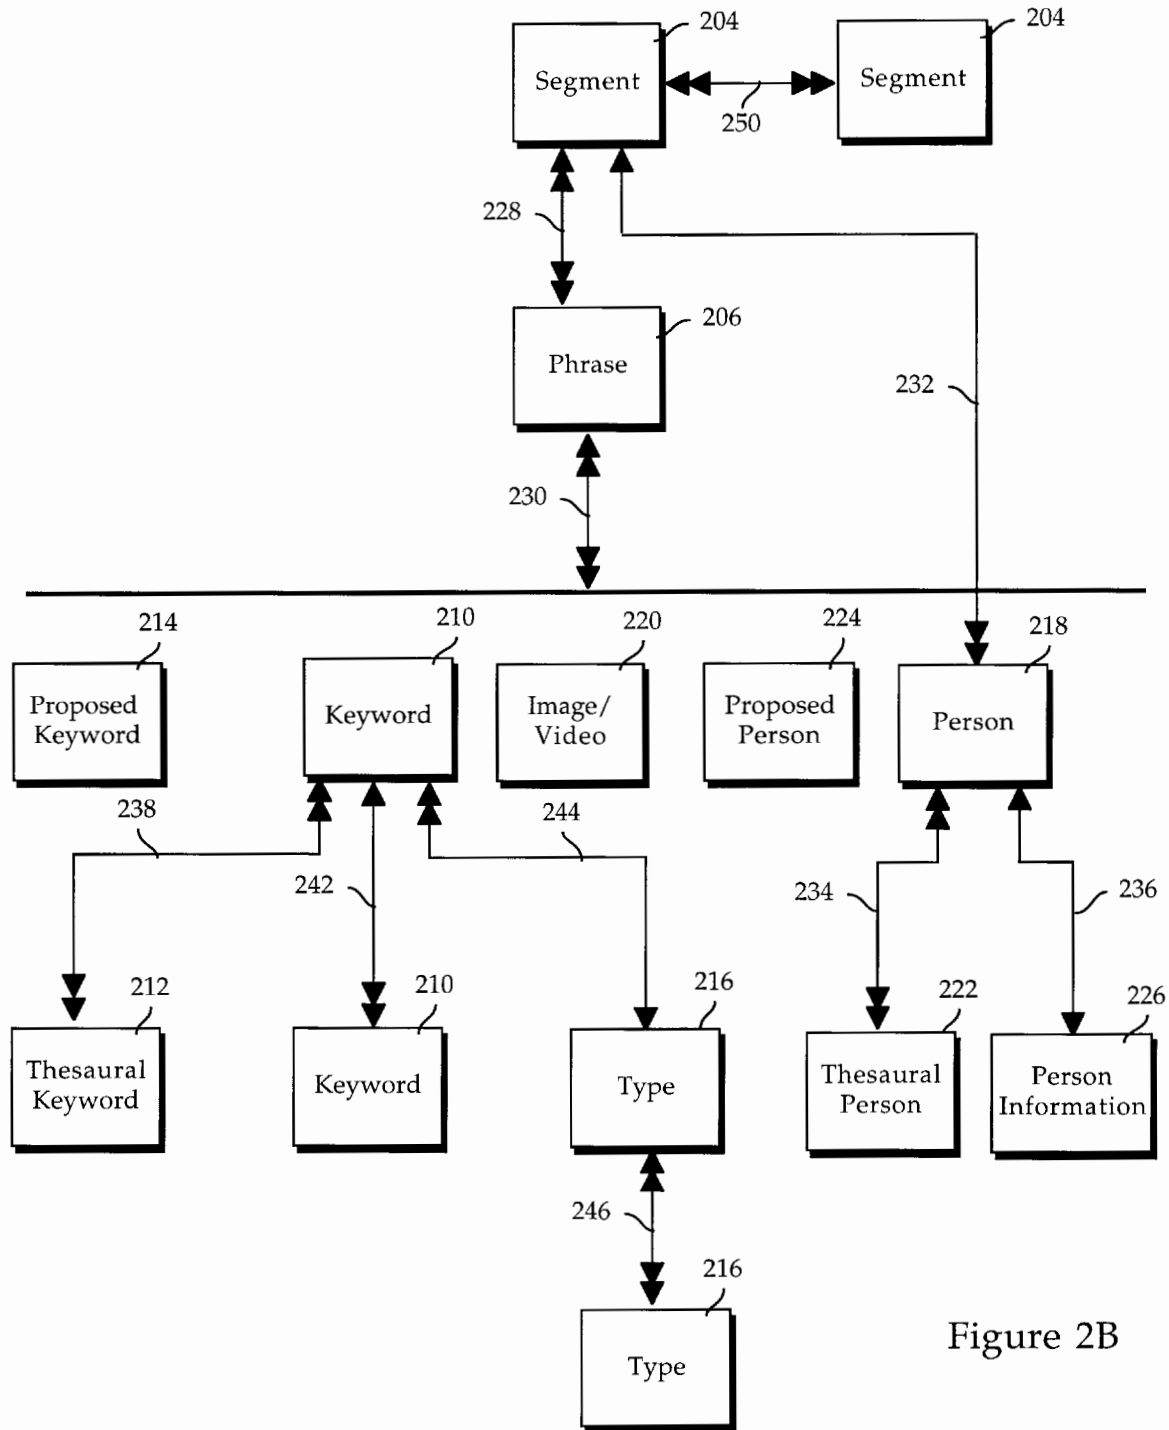 204
204
Segment
Segment
250
228
206
Phrase
232
230
214
210
220
224
218
Proposed
Keyword
Keyword
Image/
Video
Proposed
Person
Person
238
244
242
234
236
212
210
216
222
226
Thesaural
Keyword
Keyword
Type
Thesaural
Person
Person
Information
246
216
Type
Figure 2B